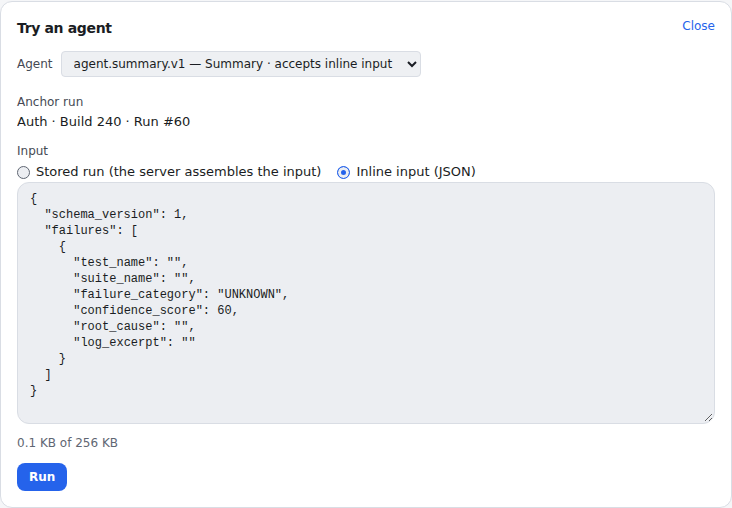 Try an agent
Close
Agent
agent.summary.v1 — Summary · accepts inline input
Anchor run
Auth · Build 240 · Run #60
Input
Stored run (the server assembles the input)
Inline input (JSON)
{
  "schema_version": 1,
  "failures": [
    {
      "test_name": "",
      "suite_name": "",
      "failure_category": "UNKNOWN",
      "confidence_score": 60,
      "root_cause": "",
      "log_excerpt": ""
    }
  ]
}
0.1 KB of 256 KB
Run